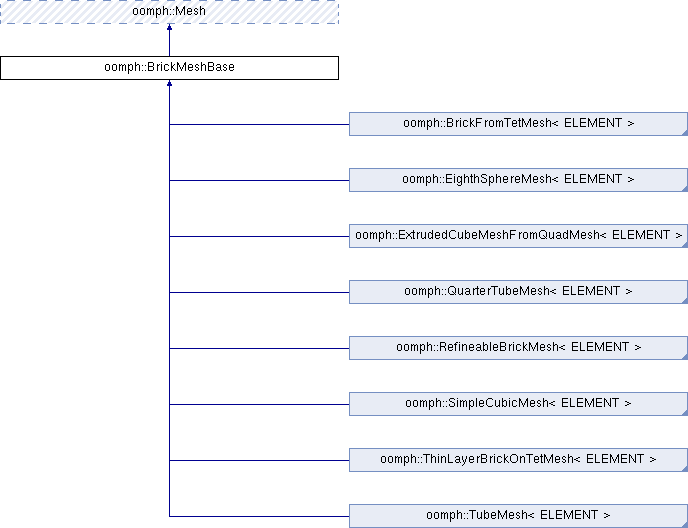 oomph::Mesh
oomph::BrickMeshBase
oomph::BrickFromTetMesh< ELEMENT >
oomph::EighthSphereMesh< ELEMENT >
oomph::ExtrudedCubeMeshFromQuadMesh< ELEMENT >
oomph::QuarterTubeMesh< ELEMENT >
oomph::RefineableBrickMesh< ELEMENT >
oomph::SimpleCubicMesh< ELEMENT >
oomph::ThinLayerBrickOnTetMesh< ELEMENT >
oomph::TubeMesh< ELEMENT >